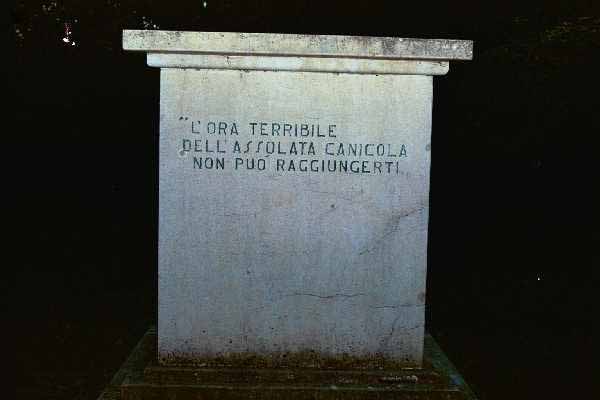 "L'ORA TERRIBILE
DELL'ASSOLATA CANICOLA
NON PUÒ RAGGIUNGERTI